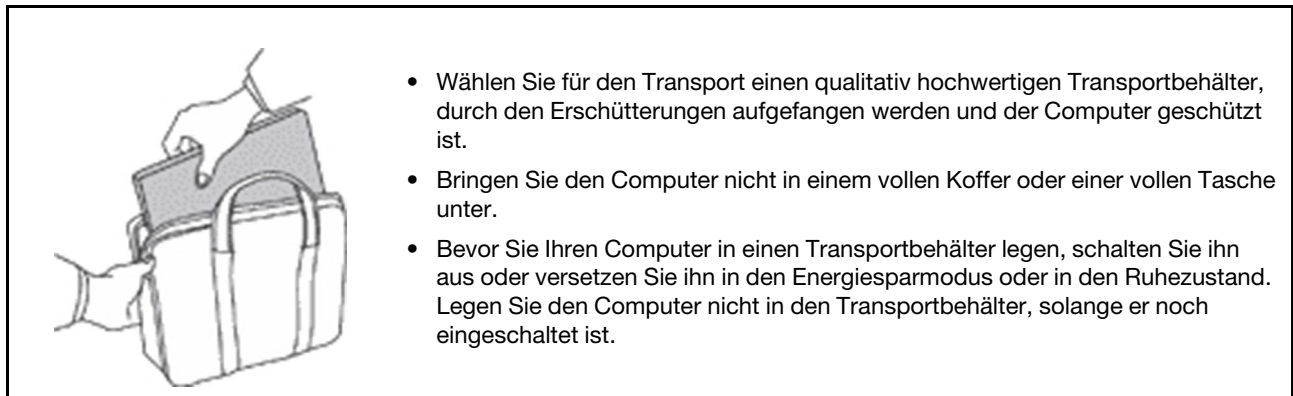 • Wählen Sie für den Transport einen qualitativ hochwertigen Transportbehälter,
durch den Erschütterungen aufgefangen werden und der Computer geschützt
ist.
• Bringen Sie den Computer nicht in einem vollen Koffer oder einer vollen Tasche
unter.
• Bevor Sie Ihren Computer in einen Transportbehälter legen, schalten Sie ihn
aus oder versetzen Sie ihn in den Energiesparmodus oder in den Ruhezustand.
Legen Sie den Computer nicht in den Transportbehälter, solange er noch
eingeschaltet ist.